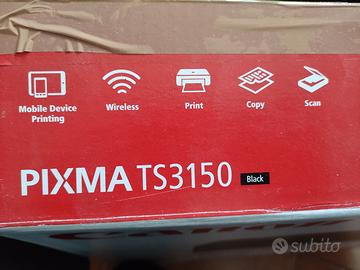 Mobile Device
Printing
Wireless
Print
Copy
Scan
PIXMA TS3150
Black
subito